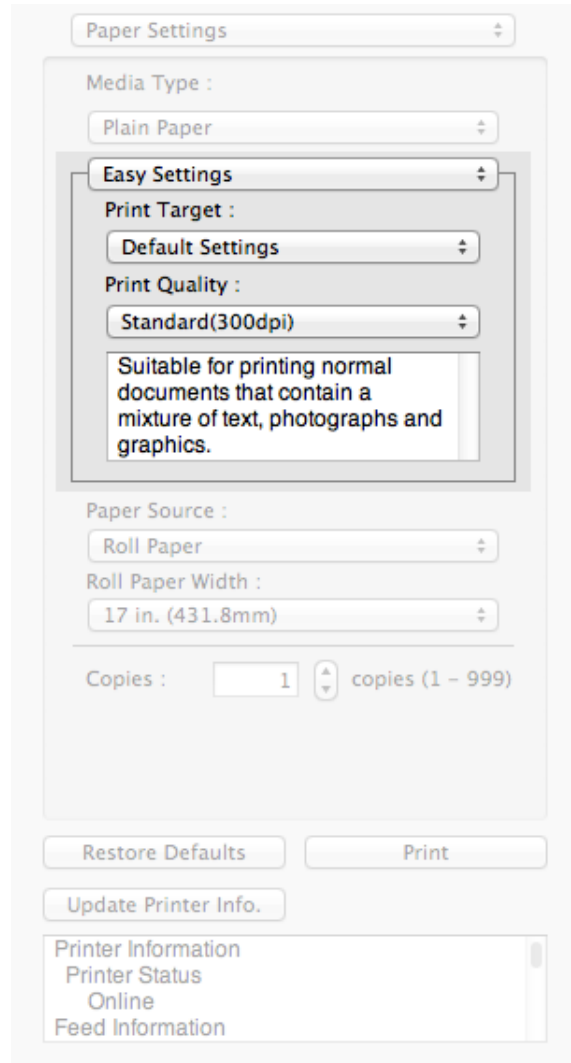 Paper Settings
Media Type :
Plain Paper
Easy Settings
Print Target :
Default Settings
Print Quality :
Standard(300dpi)
Suitable for printing normal
documents that contain a
mixture of text, photographs and
graphics.
Paper Source :
Roll Paper
Roll Paper Width :
17 in. (431.8mm)
Copies : 1 copies (1 – 999)
Restore Defaults Print
Update Printer Info.
Printer Information
Printer Status
Online
Feed Information